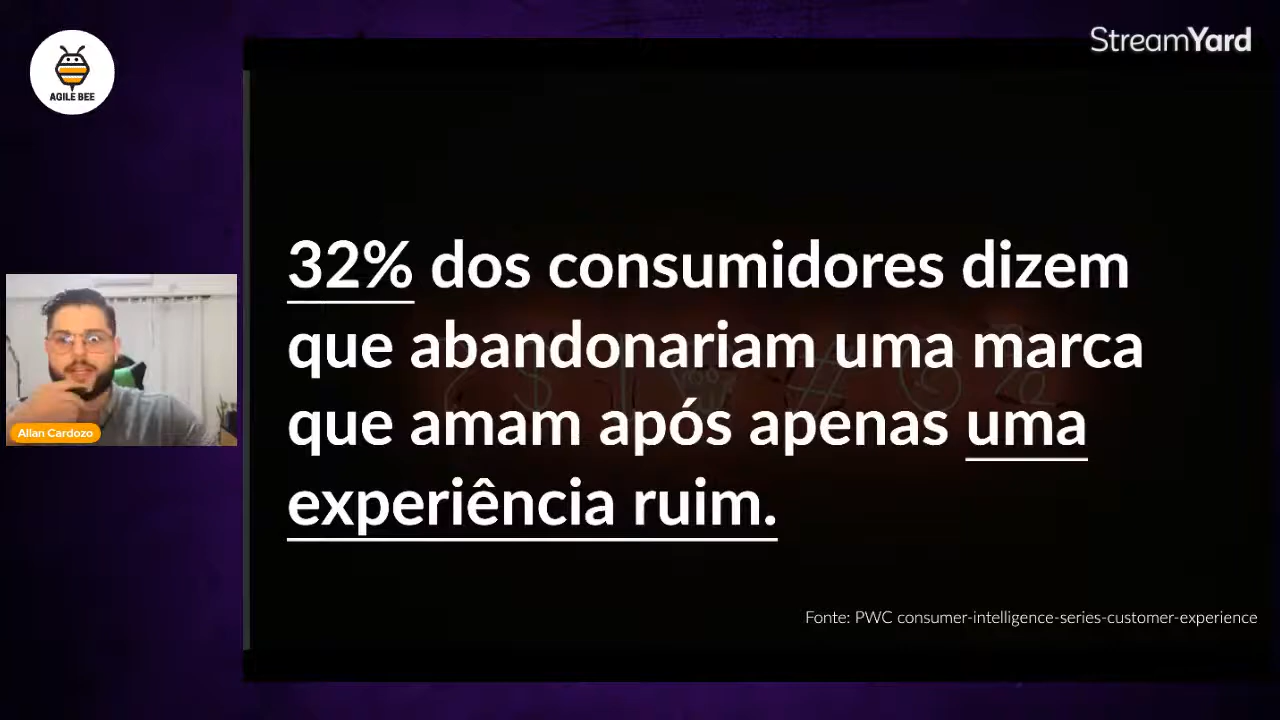 AGILE BEE
StreamYard
32% dos consumidores dizem
que abandonariam uma marca
que amam após apenas uma
experiência ruim.
Allan Cardozo
Fonte: PWC consumer-intelligence-series-customer-experience